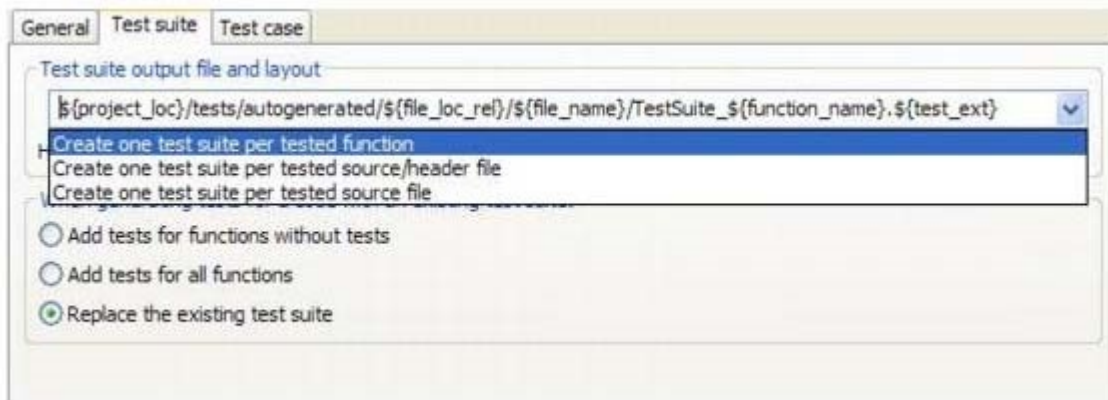 General Test suite Test case
Test suite output file and layout
${project_loc}/tests/autogenerated/${file_loc_rel}/${file_name}/TestSuite_${function_name}.${test_ext}
Create one test suite per tested function
Create one test suite per tested source/header file
Create one test suite per tested source file
Add tests for functions without tests
Add tests for all functions
Replace the existing test suite